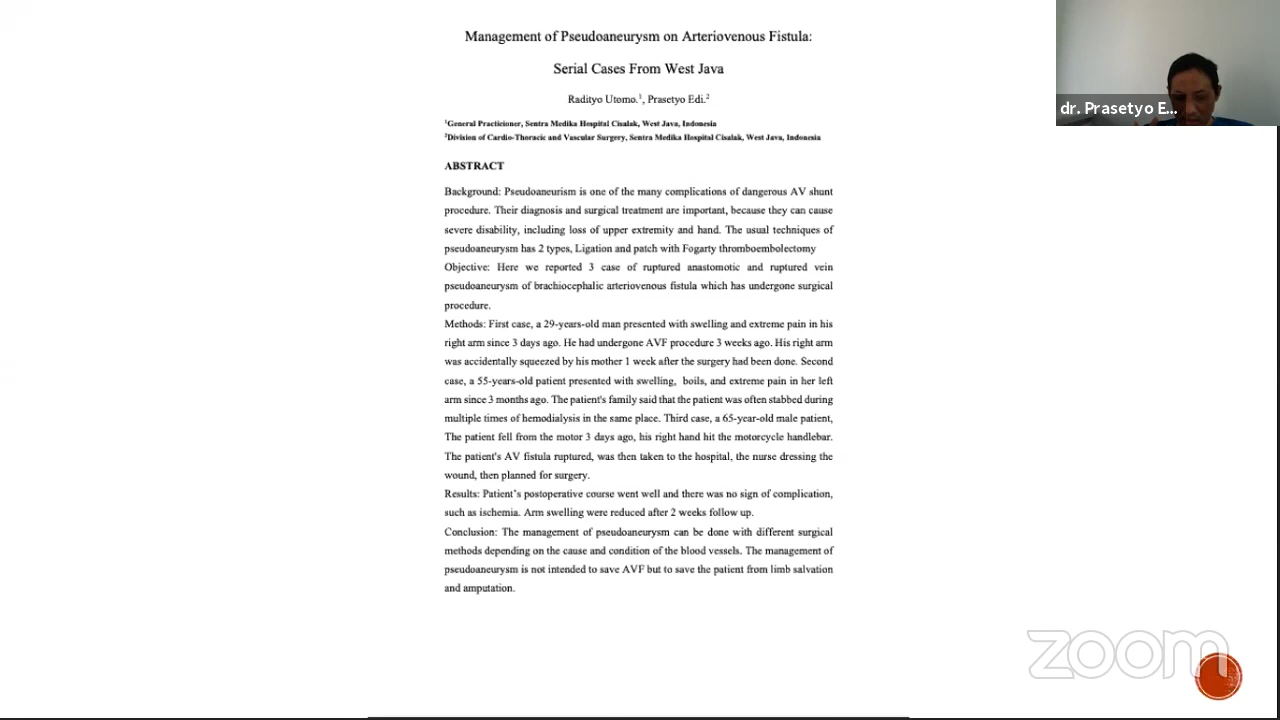 Management of Pseudoaneurysm on Arteriovenous Fistula:
Serial Cases From West Java
Radityo Utomo.¹, Prasetyo Edi.²
¹General Practicioner, Sentra Medika Hospital Cisalak, West Java, Indonesia
²Division of Cardio-Thoracic and Vascular Surgery, Sentra Medika Hospital Cisalak, West Java, Indonesia
ABSTRACT
Background: Pseudoaneurism is one of the many complications of dangerous AV shunt
procedure. Their diagnosis and surgical treatment are important, because they can cause
severe disability, including loss of upper extremity and hand. The usual techniques of
pseudoaneurysm has 2 types, Ligation and patch with Fogarty thromboembolectomy
Objective: Here we reported 3 case of ruptured anastomotic and ruptured vein
pseudoaneurysm of brachiocephalic arteriovenous fistula which has undergone surgical
procedure.
Methods: First case, a 29-years-old man presented with swelling and extreme pain in his
right arm since 3 days ago. He had undergone AVF procedure 3 weeks ago. His right arm
was accidentally squeezed by his mother 1 week after the surgery had been done. Second
case, a 55-years-old patient presented with swelling, boils, and extreme pain in her left
arm since 3 months ago. The patient's family said that the patient was often stabbed during
multiple times of hemodialysis in the same place. Third case, a 65-year-old male patient,
The patient fell from the motor 3 days ago, his right hand hit the motorcycle handlebar.
The patient's AV fistula ruptured, was then taken to the hospital, the nurse dressing the
wound, then planned for surgery.
Results: Patient's postoperative course went well and there was no sign of complication,
such as ischemia. Arm swelling were reduced after 2 weeks follow up.
Conclusion: The management of pseudoaneurysm can be done with different surgical
methods depending on the cause and condition of the blood vessels. The management of
pseudoaneurysm is not intended to save AVF but to save the patient from limb salvation
and amputation.
dr. Prasetyo E...
zoom